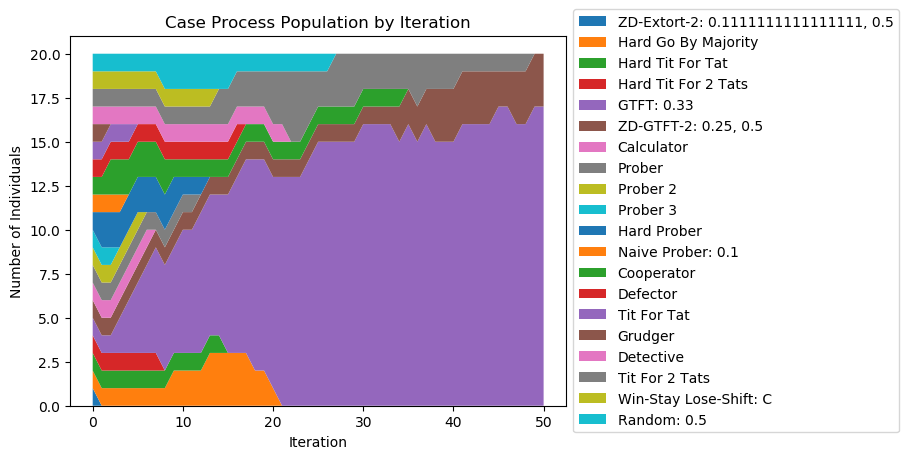 Case Process Population by Iteration
Number of Individuals
20.0
17.5
15.0
12.5
10.0
7.5
5.0
2.5
0.0
0 10 20 30 40 50
Iteration
ZD-Extort-2: 0.1111111111111111, 0.5
Hard Go By Majority
Hard Tit For Tat
Hard Tit For 2 Tats
GTFT: 0.33
ZD-GTFT-2: 0.25, 0.5
Calculator
Prober
Prober 2
Prober 3
Hard Prober
Naive Prober: 0.1
Cooperator
Defector
Tit For Tat
Grudger
Detective
Tit For 2 Tats
Win-Stay Lose-Shift: C
Random: 0.5